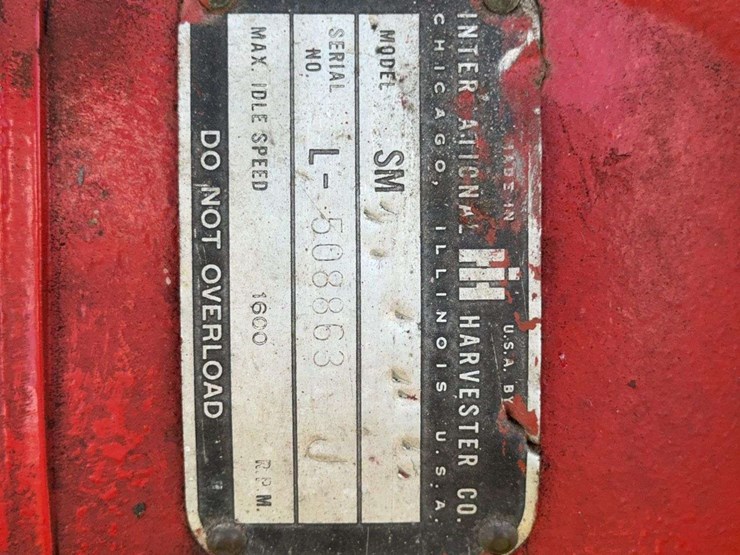 MADE IN U.S.A. BY
INTERNATIONAL IH HARVESTER CO.
CHICAGO, ILLINOIS U.S.A.
MODEL SM
SERIAL NO L-508863 J
MAX. IDLE SPEED 1600 R.P.M.
DO NOT OVERLOAD